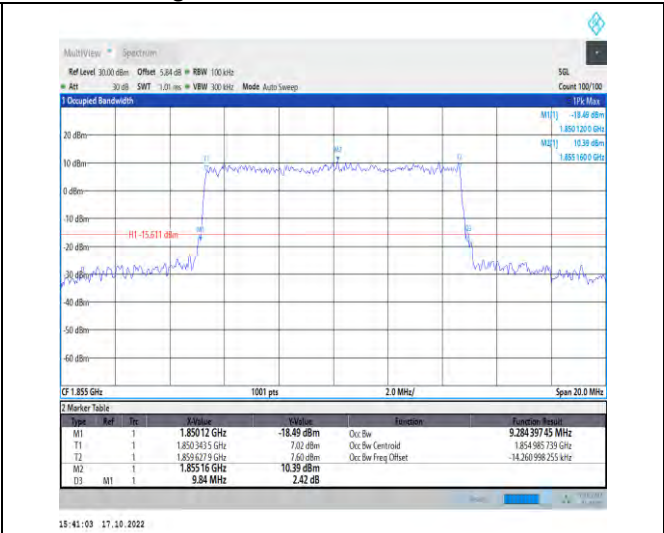 MultiView Spectrum
Ref Level 30.00 dBm Offset 5.84 dB RBW 100 kHz SGL
Att 30 dB SWT 1.01 ms VBW 300 kHz Mode Auto Sweep Count 100/100
1 Occupied Bandwidth 1Pk Max
M1[1] -18.49 dBm
1.850 120 0 GHz
M2[1] 10.39 dBm
1.855 160 0 GHz
20 dBm
M2
10 dBm
T1 T2
0 dBm
-10 dBm
H1 -15.611 dBm
-20 dBm
-30 dBm
-40 dBm
-50 dBm
-60 dBm
CF 1.855 GHz 1001 pts 2.0 MHz/ Span 20.0 MHz
2 Marker Table
Type Ref Trc X-Value Y-Value Function Function Result
M1 1 1.85012 GHz -18.49 dBm Occ Bw 9.284 397 45 MHz
T1 1 1.850 343 5 GHz 7.02 dBm Occ Bw Centroid 1.854 985 739 GHz
T2 1 1.859 627 9 GHz 7.60 dBm Occ Bw Freq Offset -14.260 998 255 kHz
M2 1 1.855 16 GHz 10.39 dBm
D3 M1 1 9.84 MHz 2.42 dB
15:41:03 17.10.2022